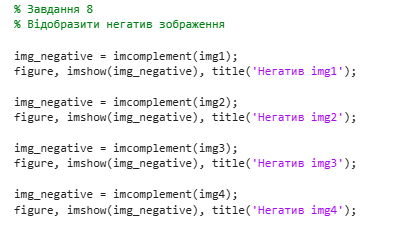 % Завдання 8
% Відобразити негатив зображення
img_negative = imcomplement(img1);
figure, imshow(img_negative), title('Негатив img1');
img_negative = imcomplement(img2);
figure, imshow(img_negative), title('Негатив img2');
img_negative = imcomplement(img3);
figure, imshow(img_negative), title('Негатив img3');
img_negative = imcomplement(img4);
figure, imshow(img_negative), title('Негатив img4');